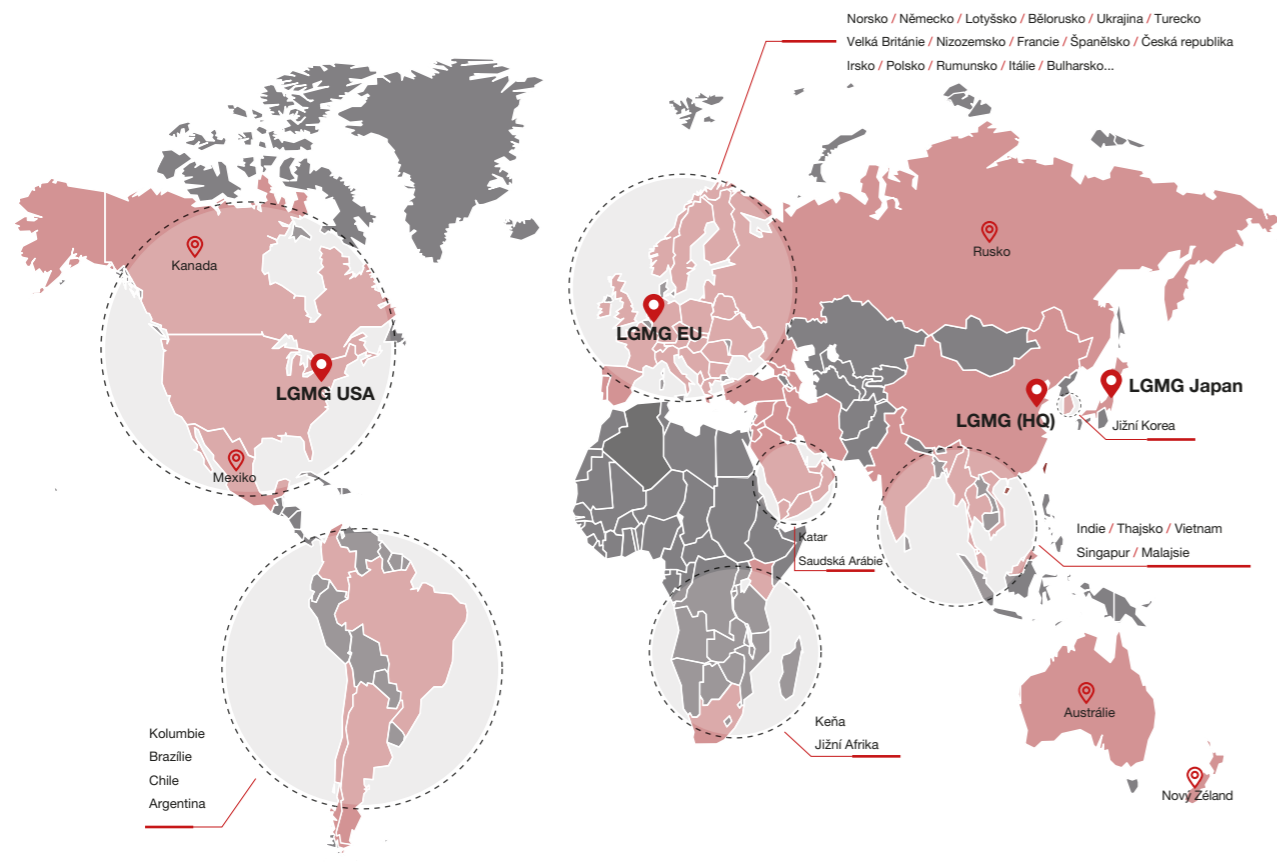 Norsko / Německo / Lotyšsko / Bělorusko / Ukrajina / Turecko
Velká Británie / Nizozemsko / Francie / Španělsko / Česká republika
Irsko / Polsko / Rumunsko / Itálie / Bulharsko...
Kanada
Rusko
LGMG EU
LGMG USA
LGMG Japan
LGMG (HQ)
Jižní Korea
Mexiko
Indie / Thajsko / Vietnam
Singapur / Malajsie
Katar
Saudská Arábie
Austrálie
Keňa
Jižní Afrika
Kolumbie
Brazílie
Chile
Argentina
Nový Zéland